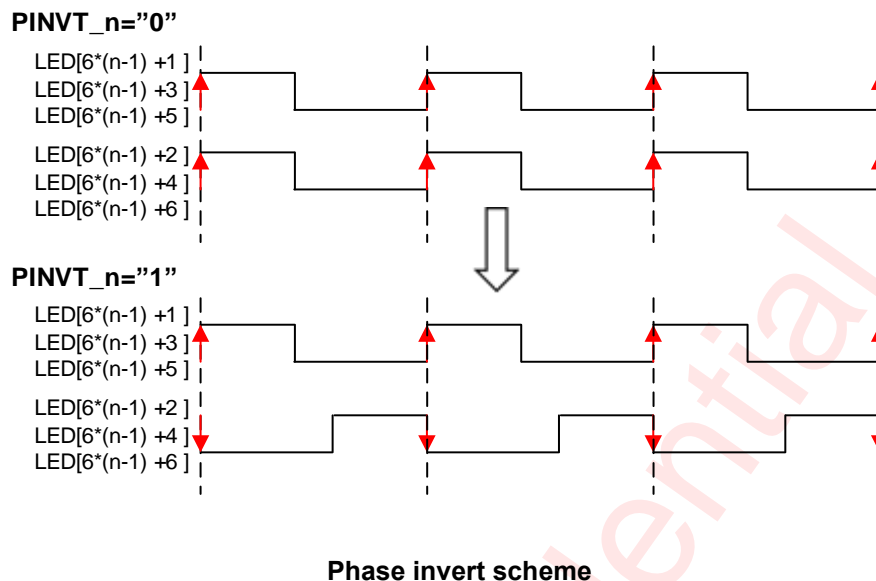 PINVT_n=”0”
LED[6*(n-1) +1 ]
LED[6*(n-1) +3 ]
LED[6*(n-1) +5 ]
LED[6*(n-1) +2 ]
LED[6*(n-1) +4 ]
LED[6*(n-1) +6 ]
PINVT_n=”1”
LED[6*(n-1) +1 ]
LED[6*(n-1) +3 ]
LED[6*(n-1) +5 ]
LED[6*(n-1) +2 ]
LED[6*(n-1) +4 ]
LED[6*(n-1) +6 ]
dential
Phase invert scheme